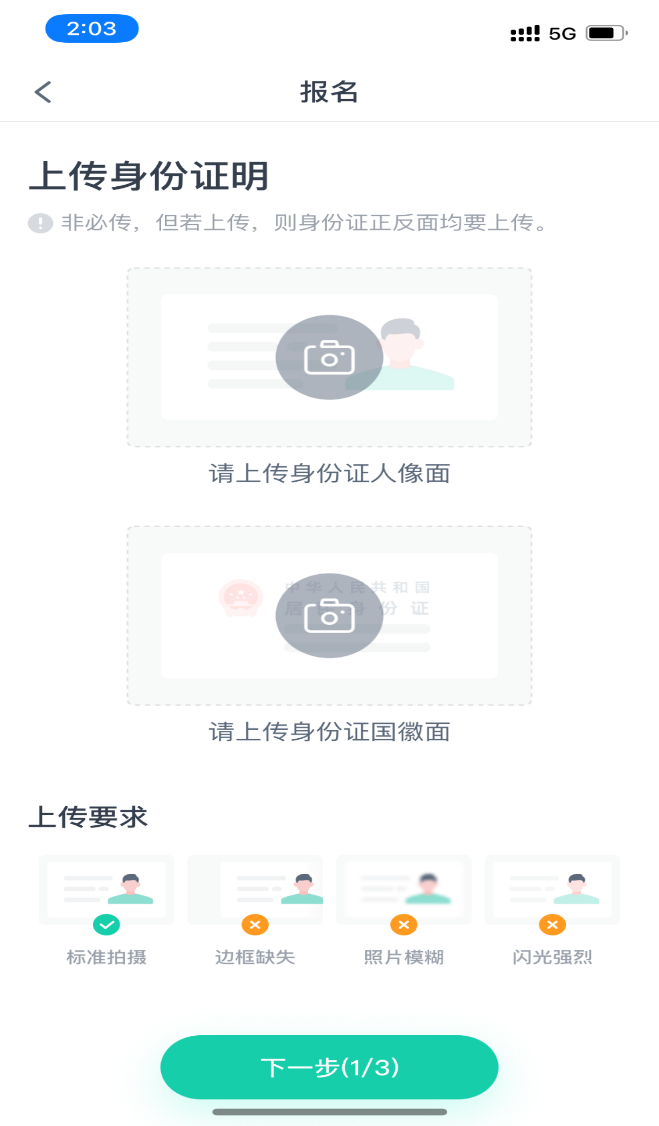 2:03
5G
报名
上传身份证明
非必传，但若上传，则身份证正反面均要上传。
请上传身份证人像面
中华人民共和国
居 身份证
请上传身份证国徽面
上传要求
标准拍摄
边框缺失
照片模糊
闪光强烈
下一步(1/3)